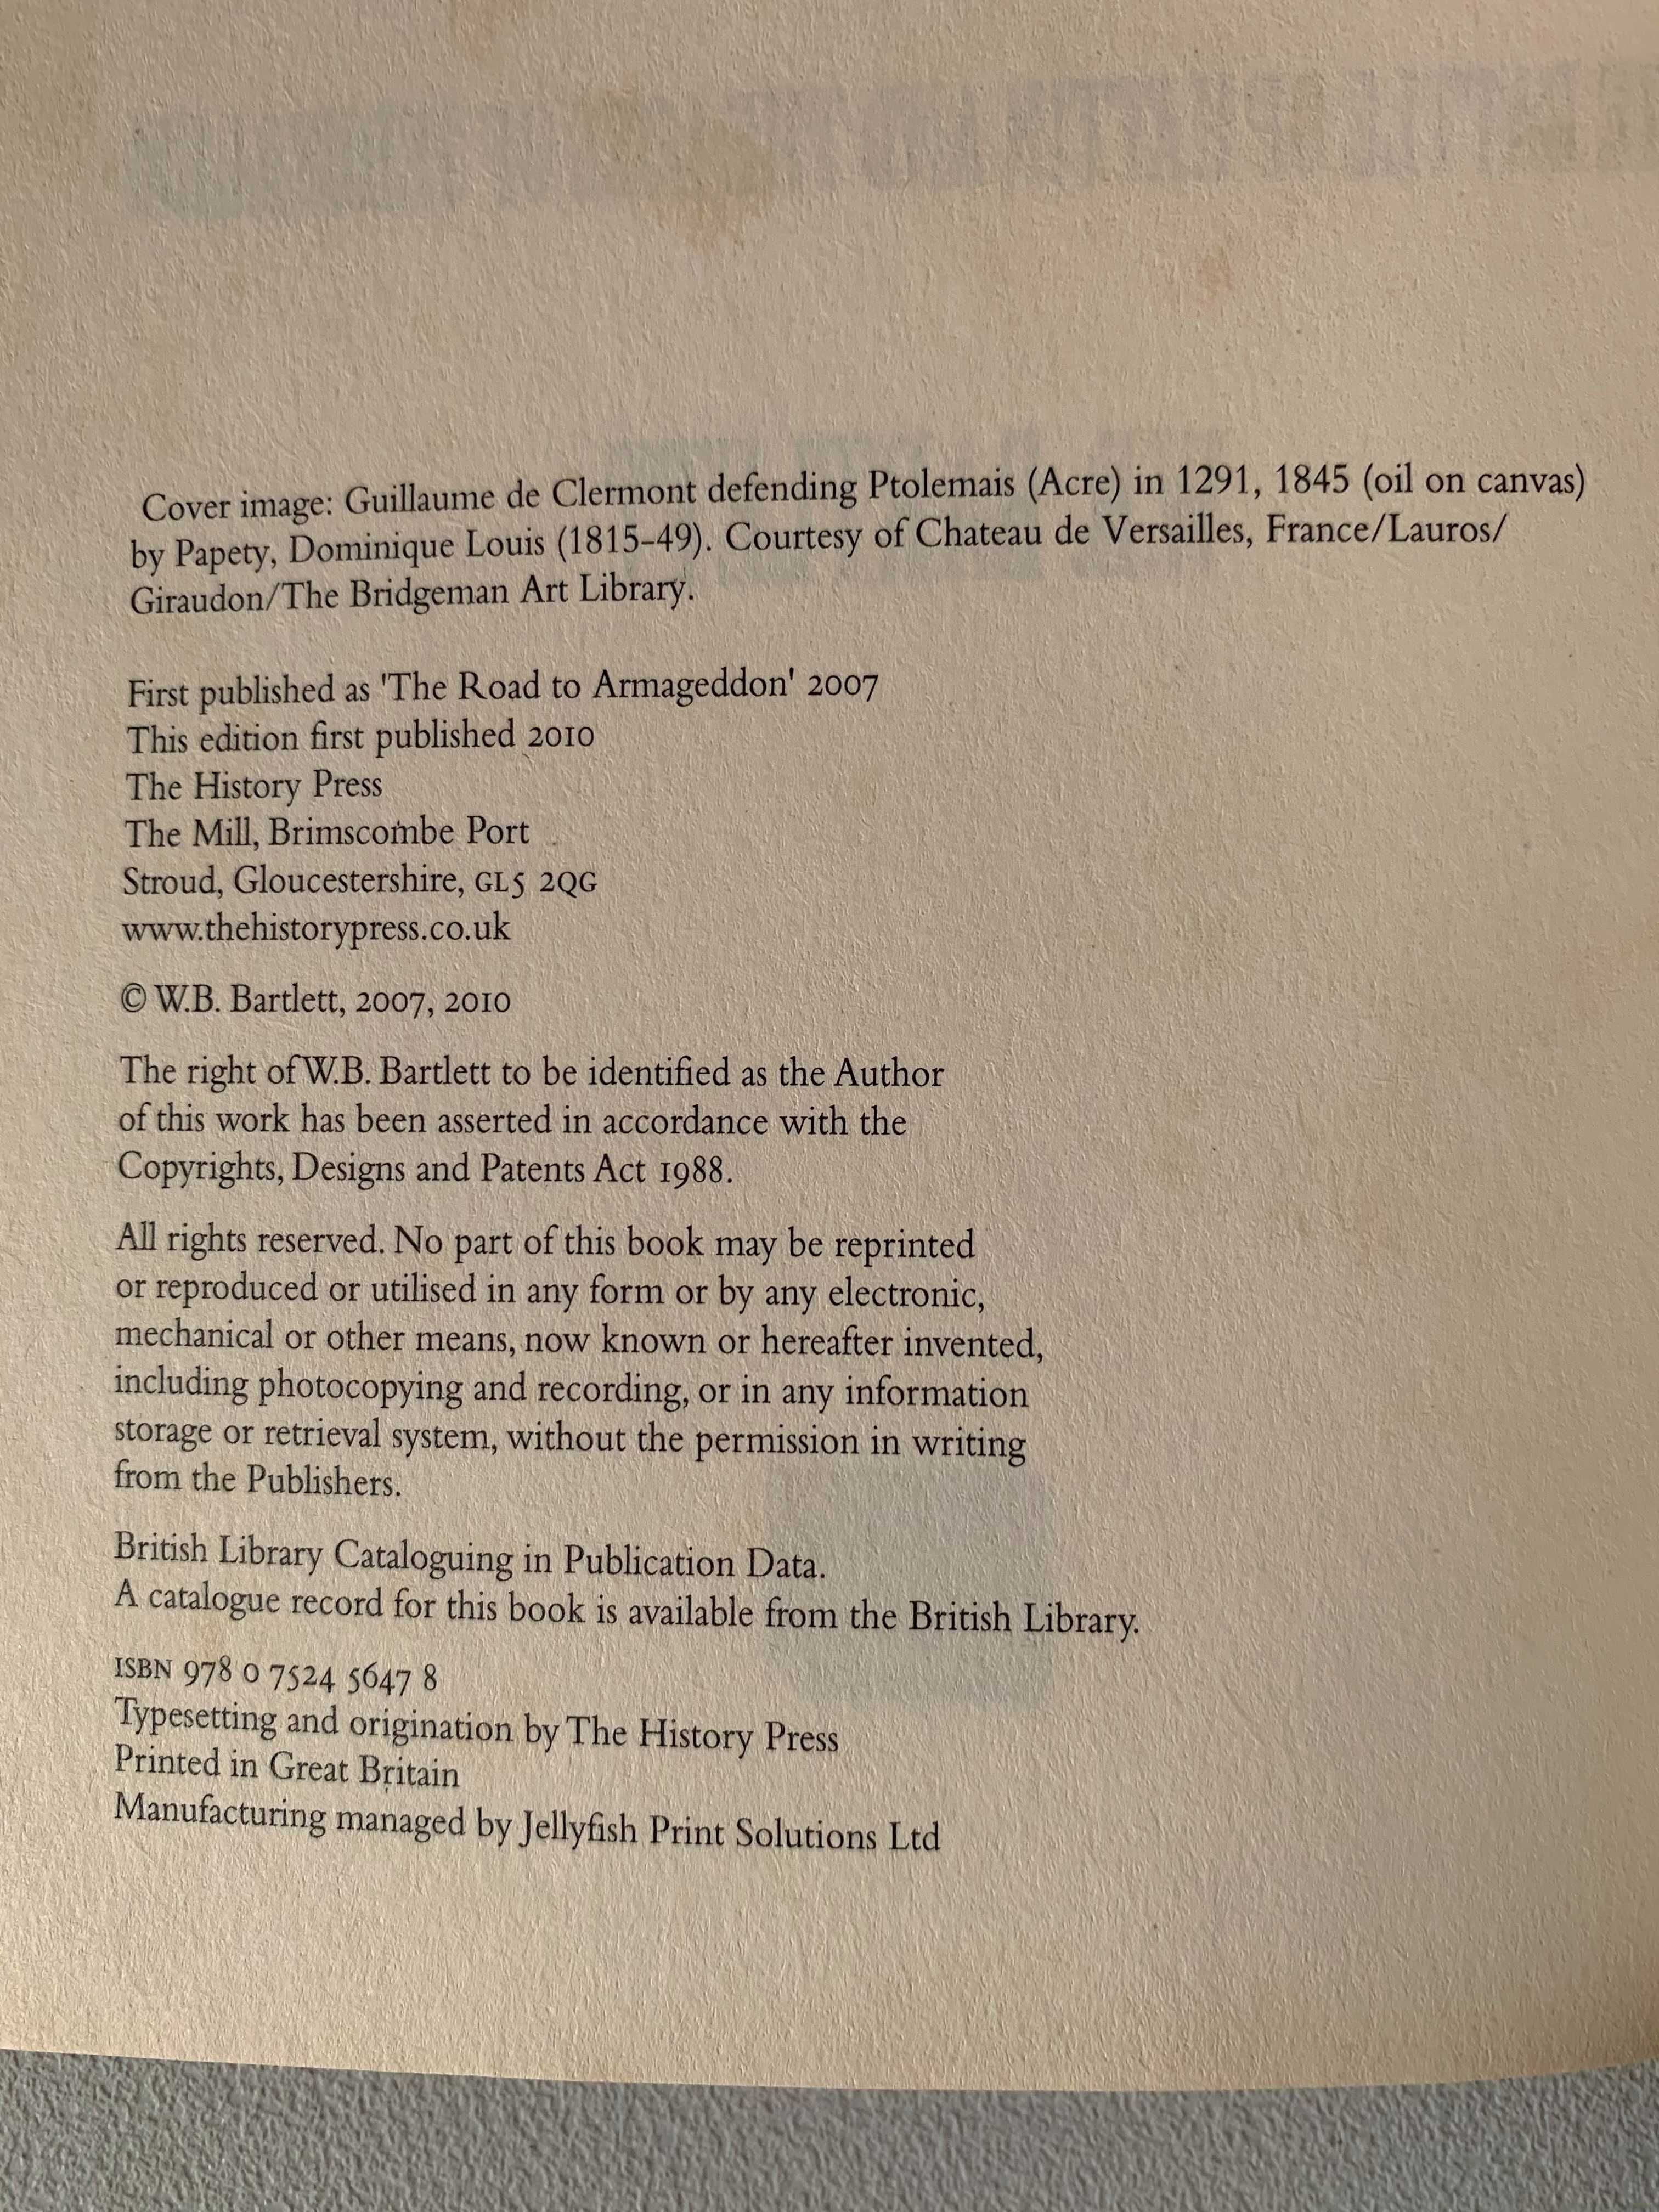 Cover image: Guillaume de Clermont defending Ptolemais (Acre) in 1291, 1845 (oil on canvas)
by Papety, Dominique Louis (1815–49). Courtesy of Chateau de Versailles, France/Lauros/
Giraudon/The Bridgeman Art Library.
First published as 'The Road to Armageddon' 2007
This edition first published 2010
The History Press
The Mill, Brimscombe Port
Stroud, Gloucestershire, GL5 2QG
www.thehistorypress.co.uk
© W.B. Bartlett, 2007, 2010
The right of W.B. Bartlett to be identified as the Author
of this work has been asserted in accordance with the
Copyrights, Designs and Patents Act 1988.
All rights reserved. No part of this book may be reprinted
or reproduced or utilised in any form or by any electronic,
mechanical or other means, now known or hereafter invented,
including photocopying and recording, or in any information
storage or retrieval system, without the permission in writing
from the Publishers.
British Library Cataloguing in Publication Data.
A catalogue record for this book is available from the British Library.
ISBN 978 0 7524 5647 8
Typesetting and origination by The History Press
Printed in Great Britain
Manufacturing managed by Jellyfish Print Solutions Ltd